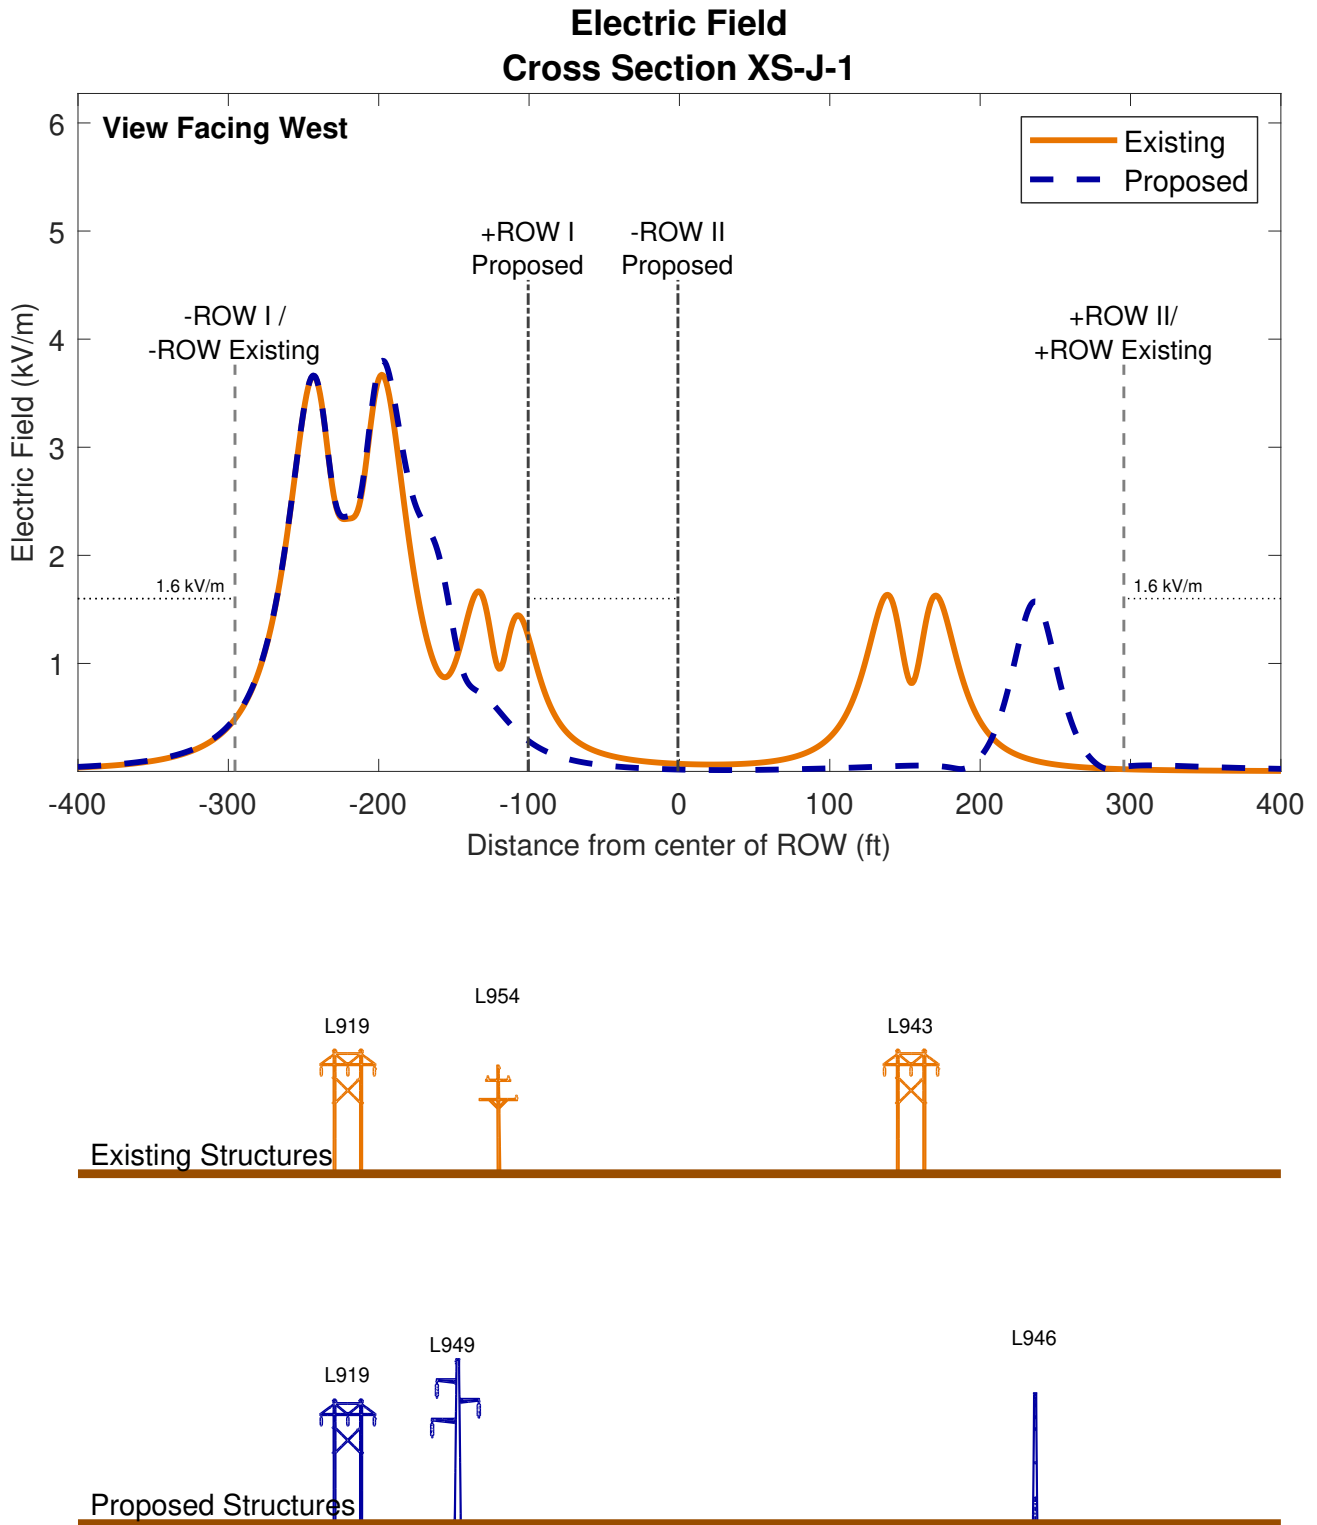 Electric Field
Cross Section XS-J-1
View Facing West
Existing
Proposed
+ROW I
Proposed
-ROW II
Proposed
-ROW I /
-ROW Existing
+ROW II/
+ROW Existing
1.6 kV/m
1.6 kV/m
6
5
4
3
2
1
Electric Field (kV/m)
-400 -300 -200 -100 0 100 200 300 400
Distance from center of ROW (ft)
L954
L919
L943
Existing Structures
L946
L949
L919
Proposed Structures